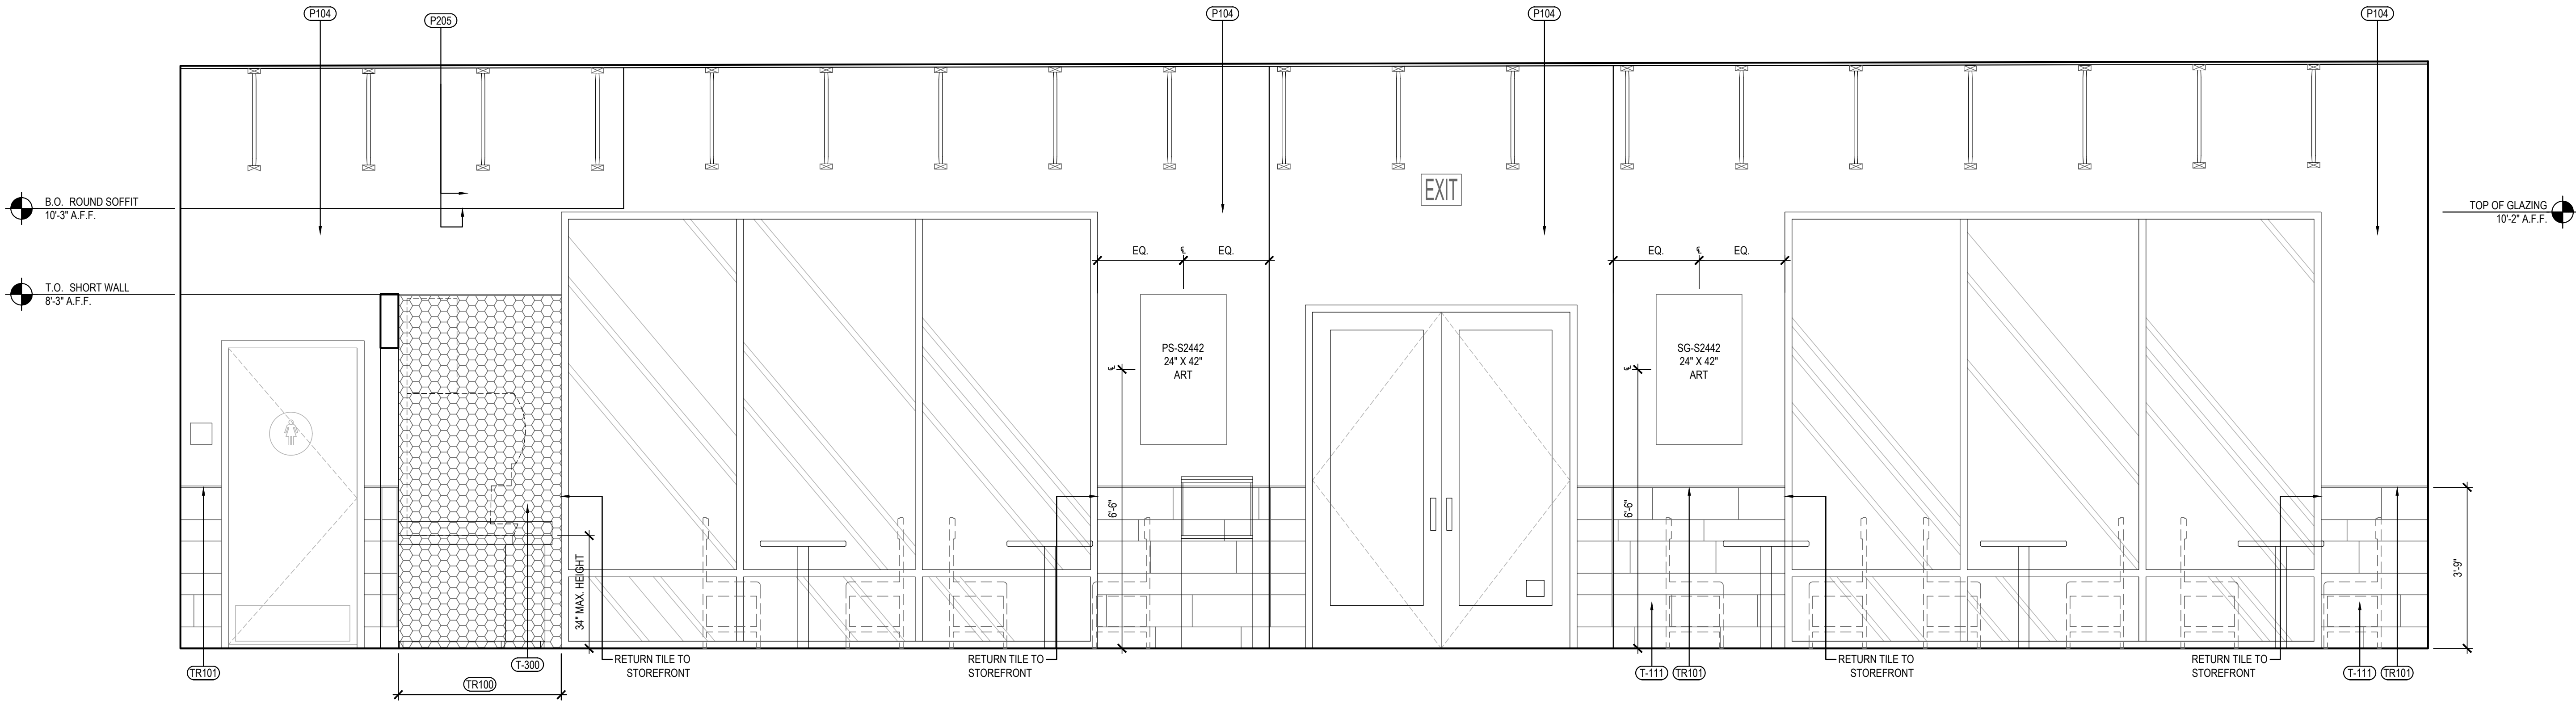 P104
P205
P104
P104
P104
B.O. ROUND SOFFIT
10'-3" A.F.F.
TOP OF GLAZING
10'-2" A.F.F.
EXIT
EQ.
EQ.
EQ.
EQ.
T.O. SHORT WALL
8'-3" A.F.F.
PS-S2442
24" X 42"
ART
SG-S2442
24" X 42"
ART
6'-6"
6'-6"
34" MAX. HEIGHT
3'-9"
TR101
T-300
TR100
RETURN TILE TO
STOREFRONT
RETURN TILE TO
STOREFRONT
T-111
TR101
RETURN TILE TO
STOREFRONT
RETURN TILE TO
STOREFRONT
T-111
TR101